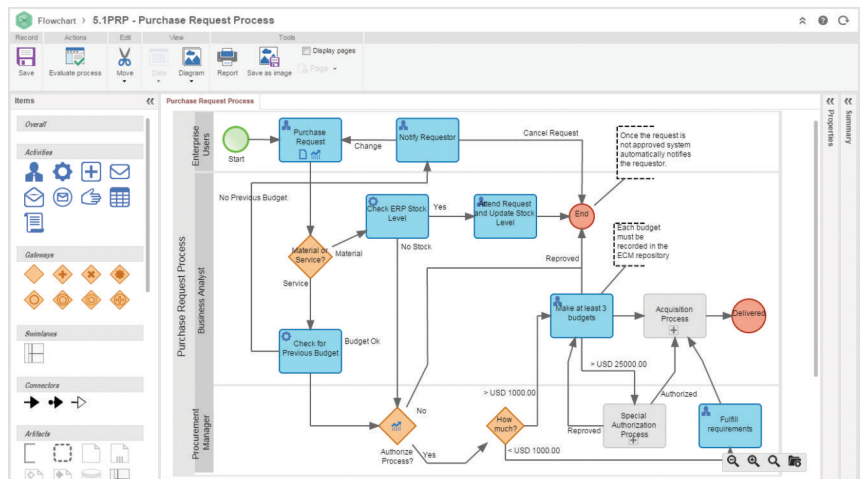 Flowchart › 5.1PRP - Purchase Request Process
Record Actions Edit View Tools
Save
Evaluate process
Move
Data
Diagram
Report
Save as image
Display pages
Page
Items
Purchase Request Process
Properties
Summary
Overall
Activities
Gateways
Swimlanes
Connectors
Artifacts
Purchase Request Process
Enterprise
Users
Business Analyst
Procurement
Manager
Start
Purchase
Request
Change
Notify Requestor
Cancel Request
Once the request is
not approved system
automatically notifies
the requestor.
No Previous Budget
Check ERP Stock
Level
Yes
Attend Request
and Update Stock
Level
End
Material or
Service?
Material
No Stock
Service
Reproved
Each budget
must be
recorded in the
ECM repository
Check for
Previous Budget
Budget Ok
Make at least 3
budgets
Acquisition
Process
Delivered
> USD 25000.00
> USD 1000.00
Authorized
No
Authorize
Process?
Yes
How
much?
< USD 1000.00
Reproved
Special
Authorization
Process
Fulfill
requirements